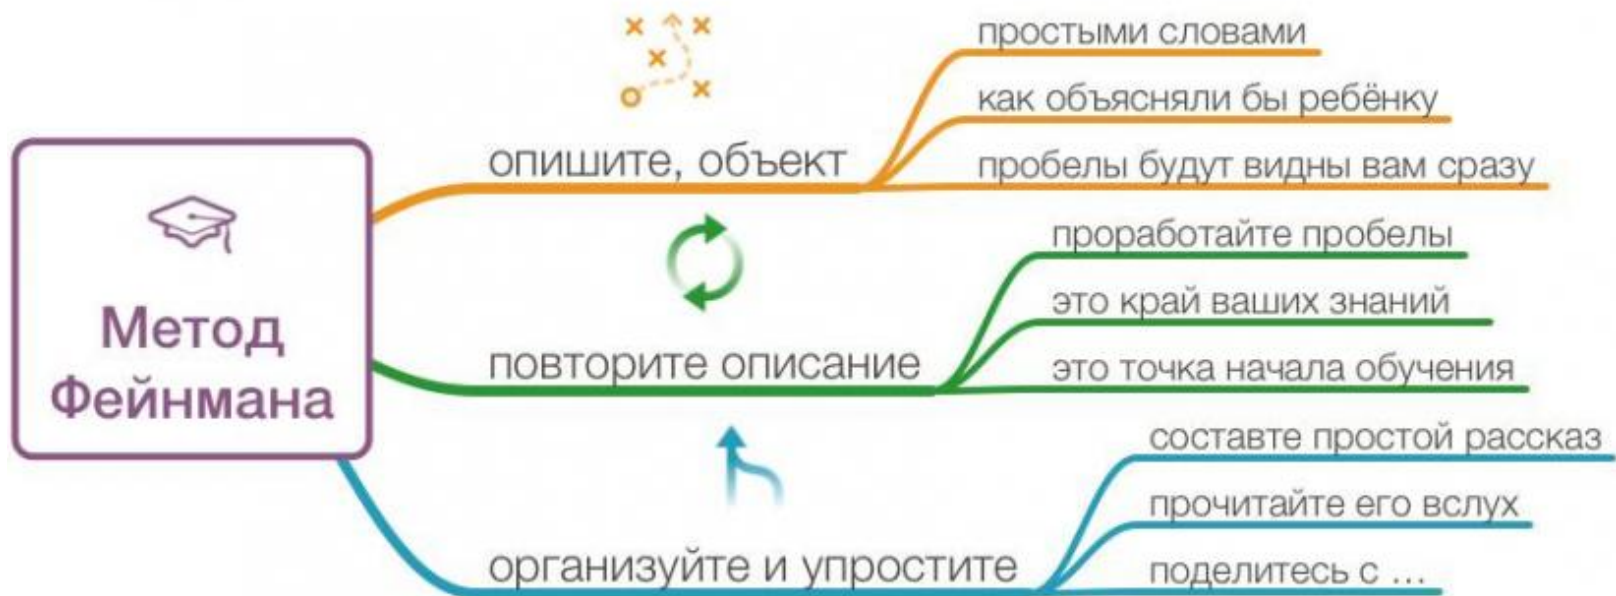 Метод
Фейнмана
опишите, объект
простыми словами
как объясняли бы ребёнку
пробелы будут видны вам сразу
повторите описание
проработайте пробелы
это край ваших знаний
это точка начала обучения
организуйте и упростите
составте простой рассказ
прочитайте его вслух
поделитесь с ...